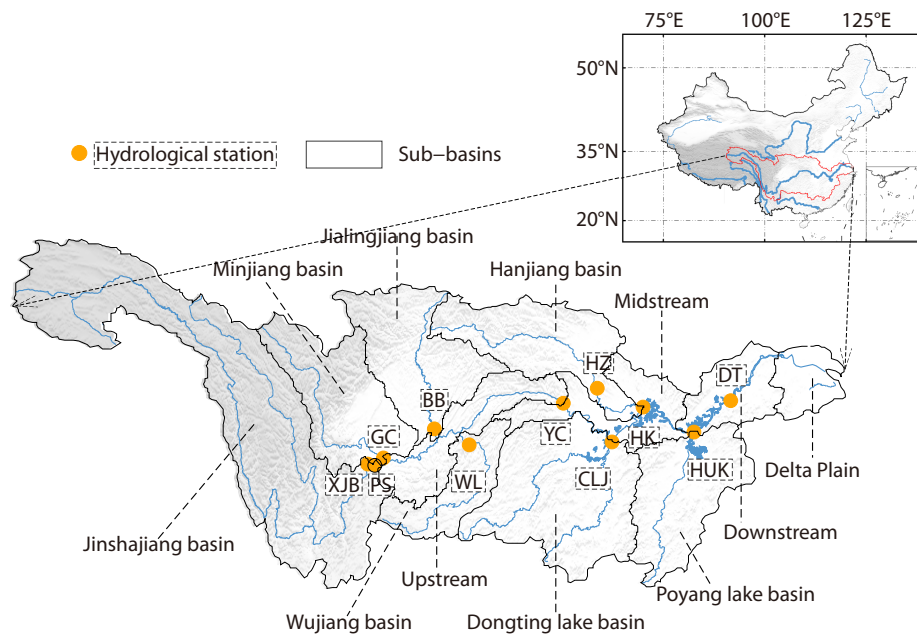 75°E 100°E 125°E
50°N
35°N
20°N
Hydrological station
Sub−basins
Jialingjiang basin
Minjiang basin
Hanjiang basin
Midstream
HZ
DT
BB
GC
YC
HK
XJB
PS
WL
CLJ
HUK
Delta Plain
Jinshajiang basin
Downstream
Upstream
Poyang lake basin
Wujiang basin
Dongting lake basin